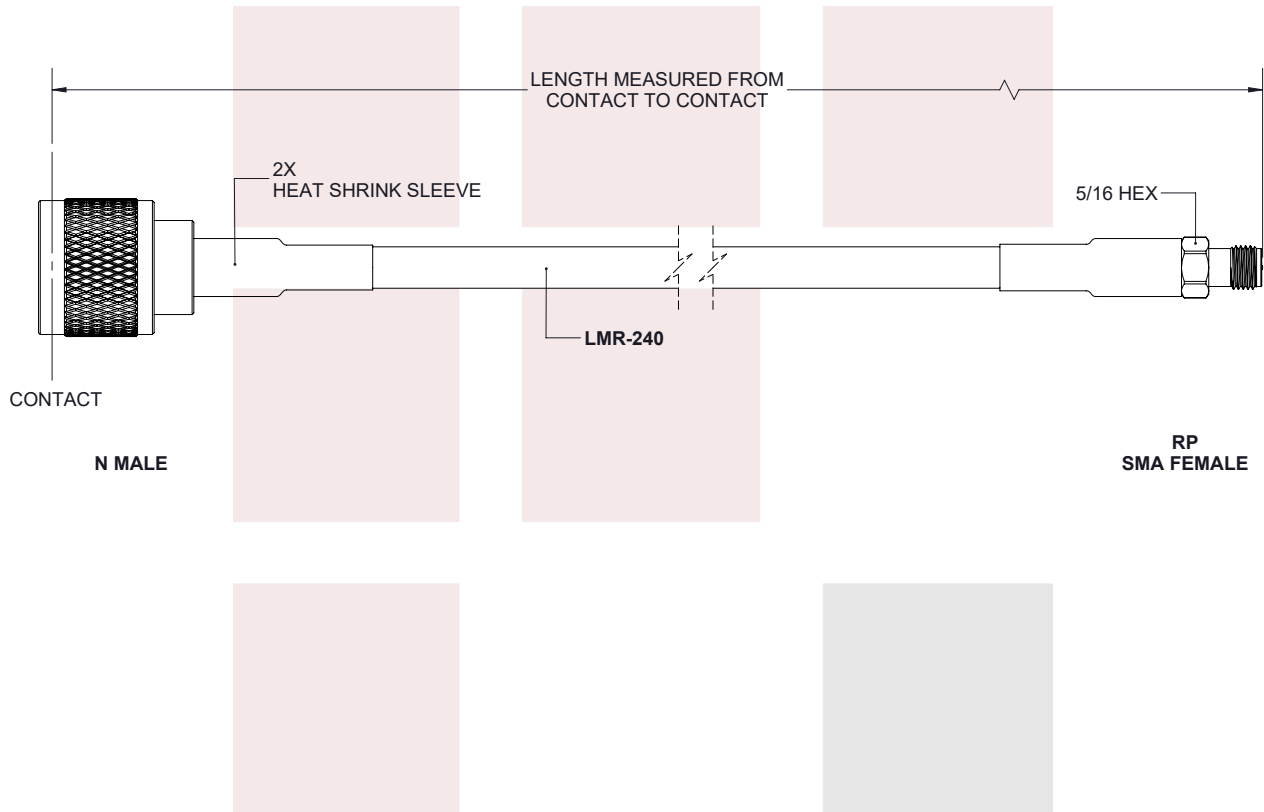 LENGTH MEASURED FROM
CONTACT TO CONTACT
2X
HEAT SHRINK SLEEVE
5/16 HEX
LMR-240
CONTACT
N MALE
RP
SMA FEMALE